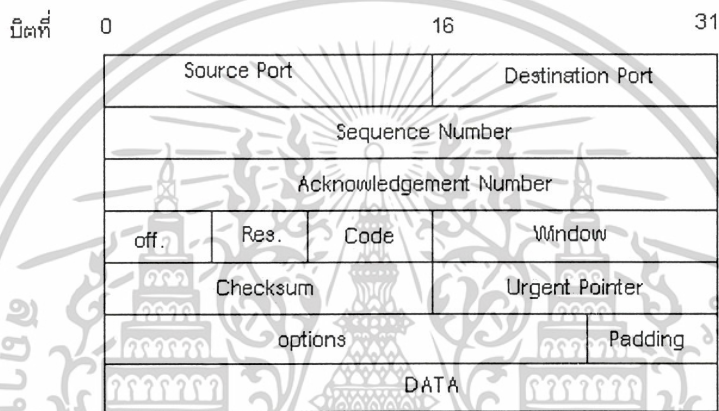 บิตที่ 0 16 31
Source Port Destination Port
Sequence Number
Acknowledgement Number
off. Res. Code Window
Checksum Urgent Pointer
options Padding
DATA